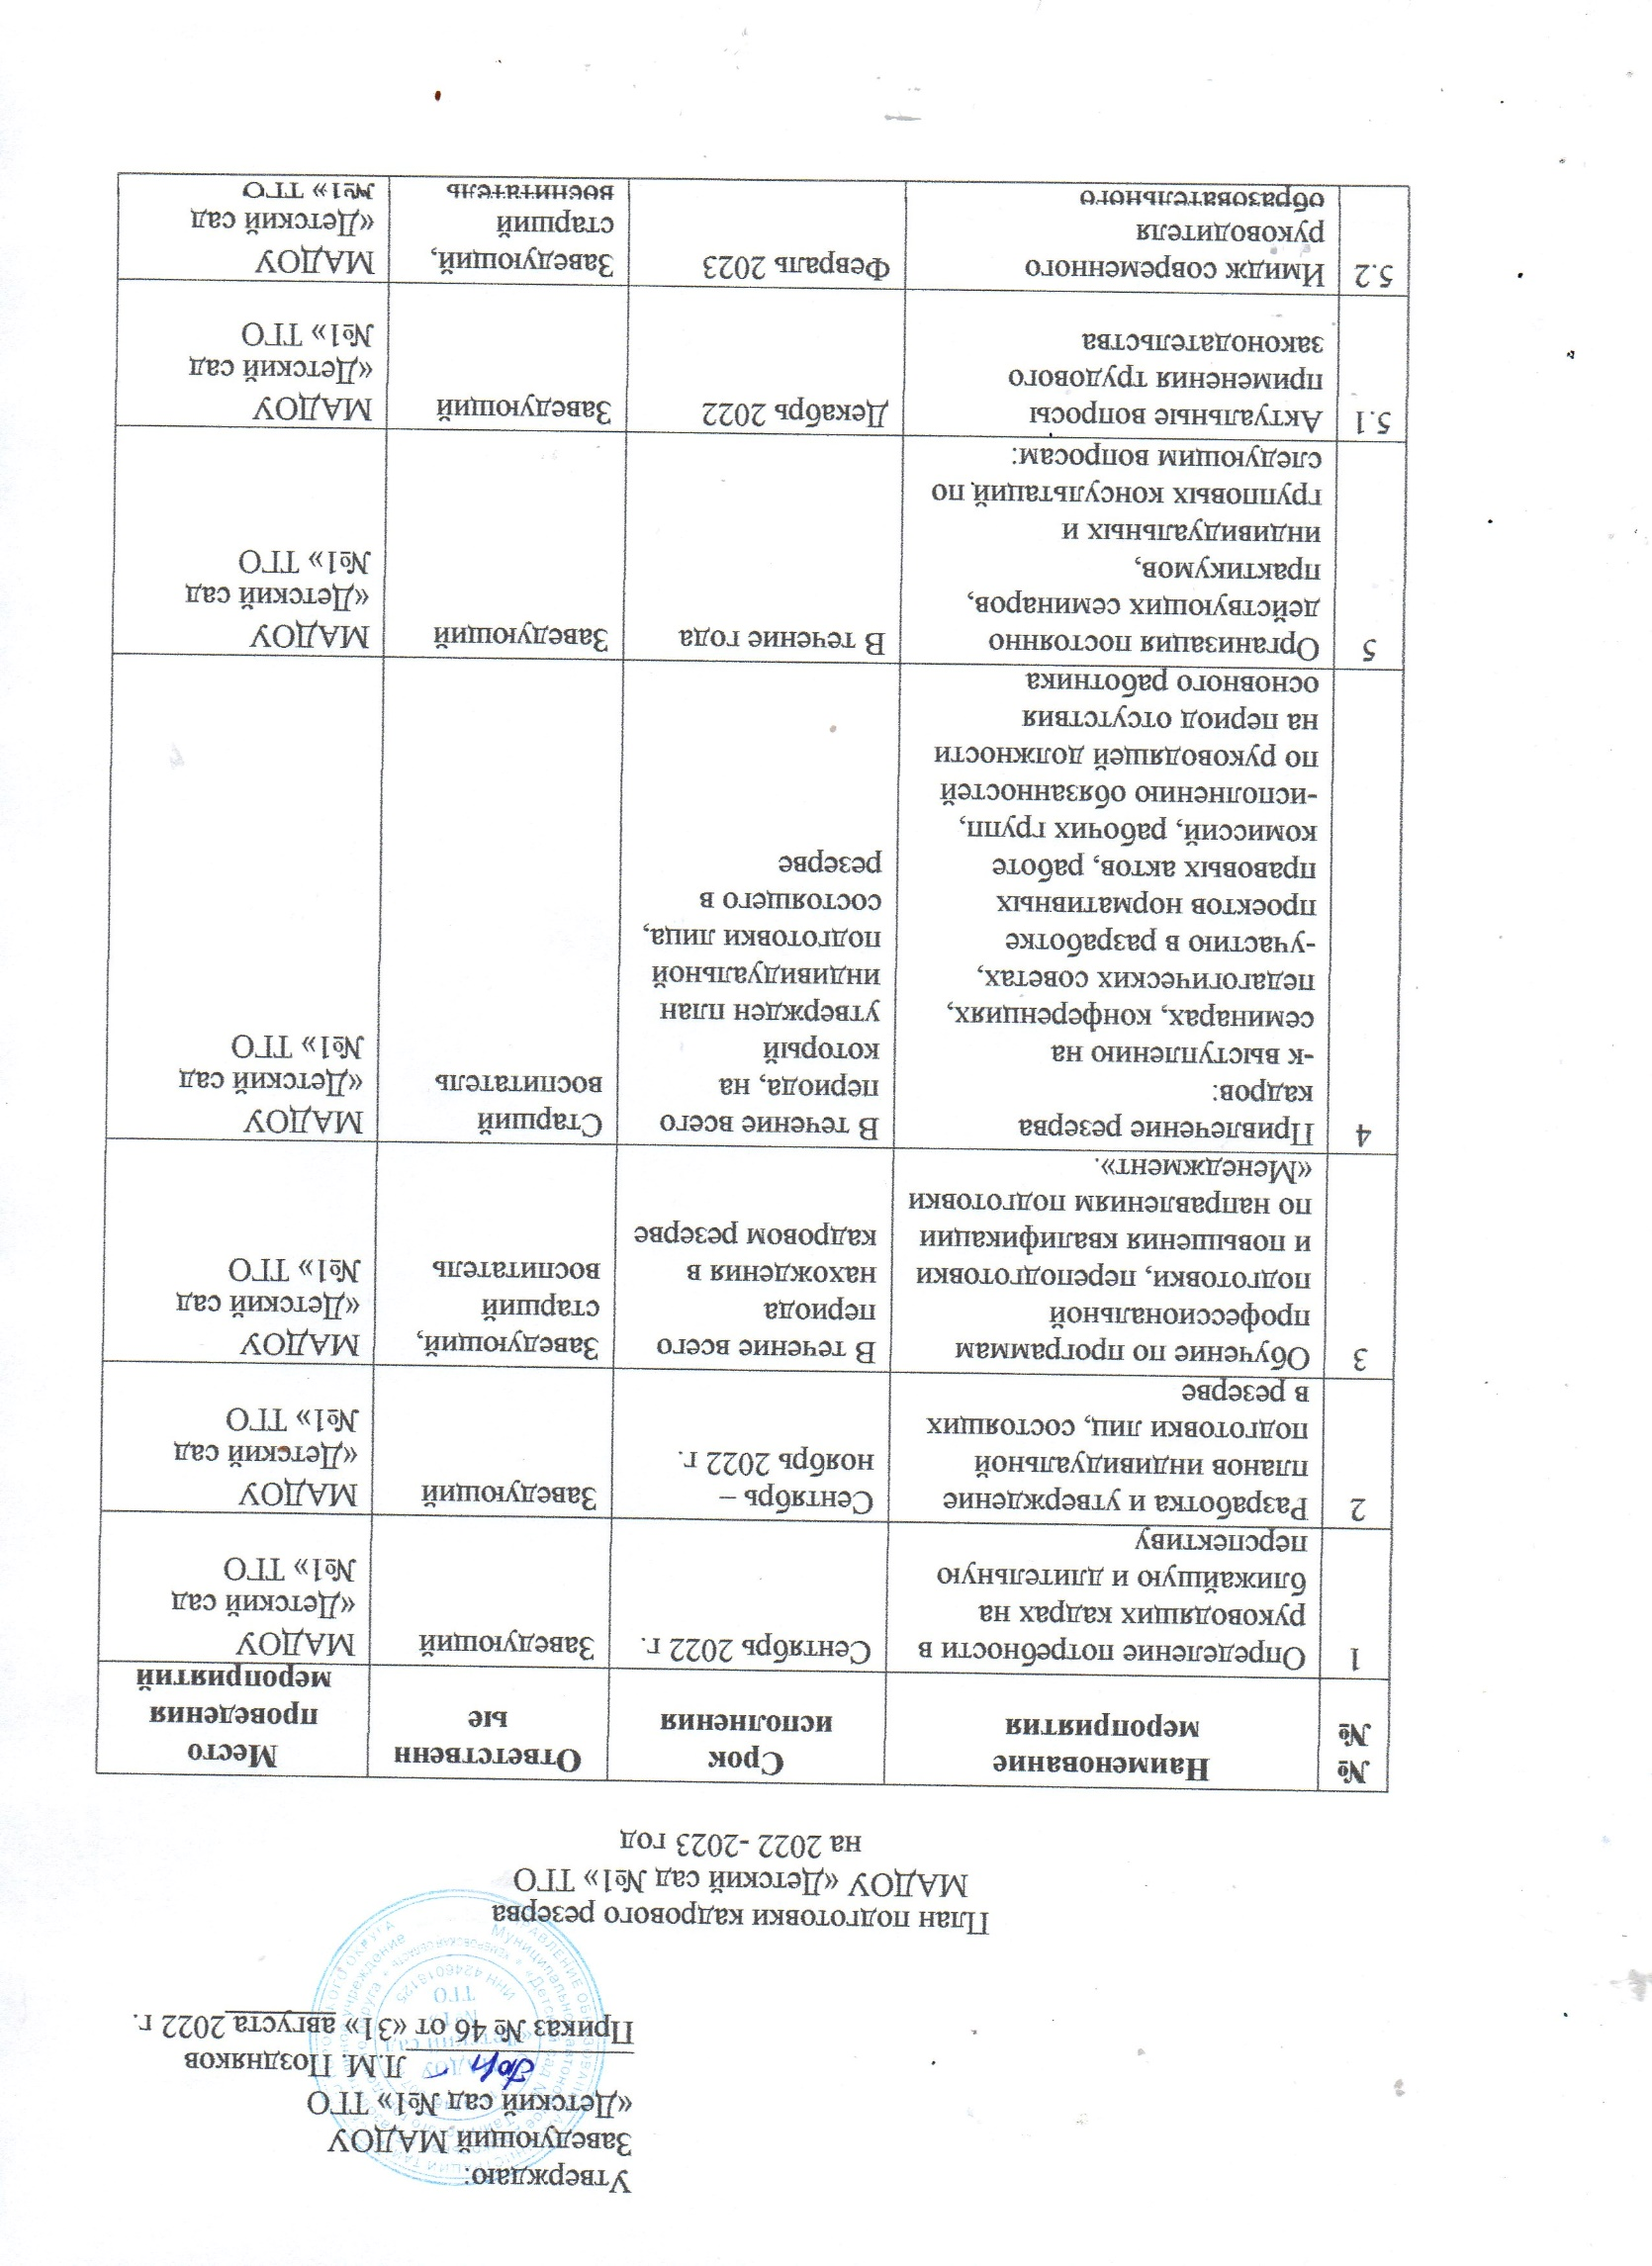 Утверждаю:
Заведующий МАДОУ
«Детский сад №1» ТГО
Л.М. Поздняков
Приказ № 46 от «31» августа 2022 г.
План подготовки кадрового резерва
МАДОУ «Детский сад №1» ТГО
на 2022 -2023 год
№
№
Наименование
мероприятия
Срок
исполнения
Ответственн
ые
Место
проведения
мероприятий
1
Определение потребности в
руководящих кадрах на
ближайшую и длительную
перспективу
Сентябрь 2022 г.
Заведующий
МАДОУ
«Детский сад
№1» ТГО
2
Разработка и утверждение
планов индивидуальной
подготовки лиц, состоящих
в резерве
Сентябрь –
ноябрь 2022 г.
Заведующий
МАДОУ
«Детский сад
№1» ТГО
3
Обучение по программам
профессиональной
подготовки, переподготовки
и повышения квалификации
по направлениям подготовки
«Менеджмент».
В течение всего
периода
нахождения в
кадровом резерве
Заведующий,
старший
воспитатель
МАДОУ
«Детский сад
№1» ТГО
4
Привлечение резерва
кадров:
-к выступлению на
семинарах, конференциях,
педагогических советах,
-участию в разработке
проектов нормативных
правовых актов, работе
комиссий, рабочих групп,
-исполнению обязанностей
по руководящей должности
на период отсутствия
основного работника
В течение всего
периода, на
который
утвержден план
индивидуальной
подготовки лица,
состоящего в
резерве
Старший
воспитатель
МАДОУ
«Детский сад
№1» ТГО
5
Организация постоянно
действующих семинаров,
практикумов,
индивидуальных и
групповых консультаций по
следующим вопросам:
В течение года
Заведующий
МАДОУ
«Детский сад
№1» ТГО
5.1
Актуальные вопросы
применения трудового
законодательства
Декабрь 2022
Заведующий
МАДОУ
«Детский сад
№1» ТГО
5.2
Имидж современного
руководителя
образовательного
Февраль 2023
Заведующий,
старший
воспитатель
МАДОУ
«Детский сад
№1» ТГО